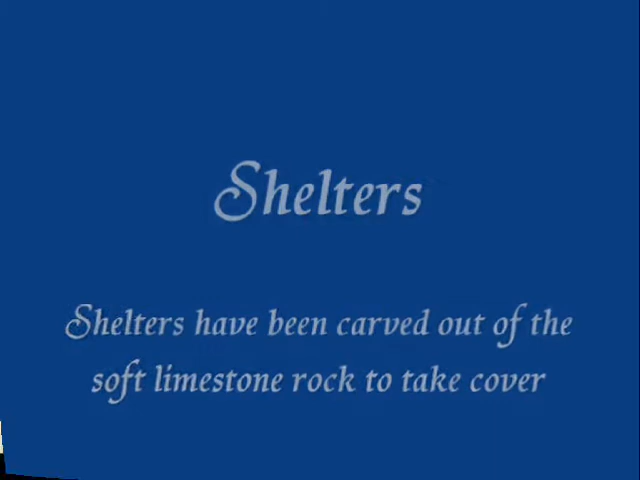 Shelters
Shelters have been carved out of the
soft limestone rock to take cover